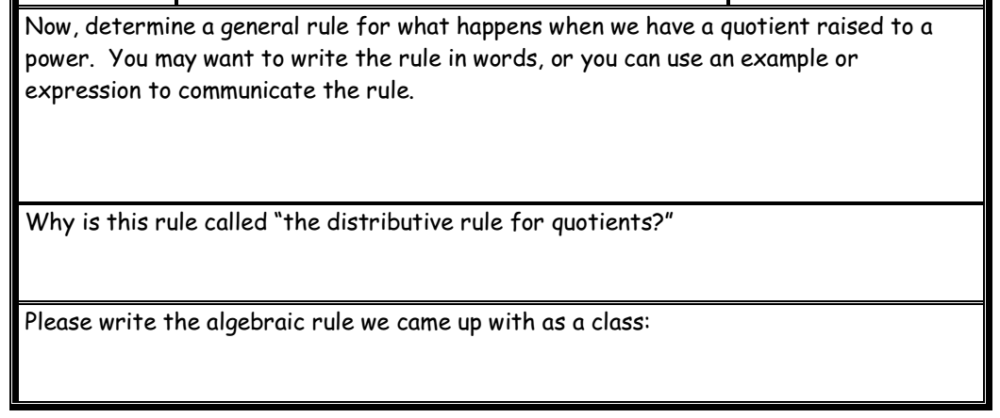 Now, determine a general rule for what happens when we have a quotient raised to a
power.  You may want to write the rule in words, or you can use an example or
expression to communicate the rule.
Why is this rule called “the distributive rule for quotients?”
Please write the algebraic rule we came up with as a class: